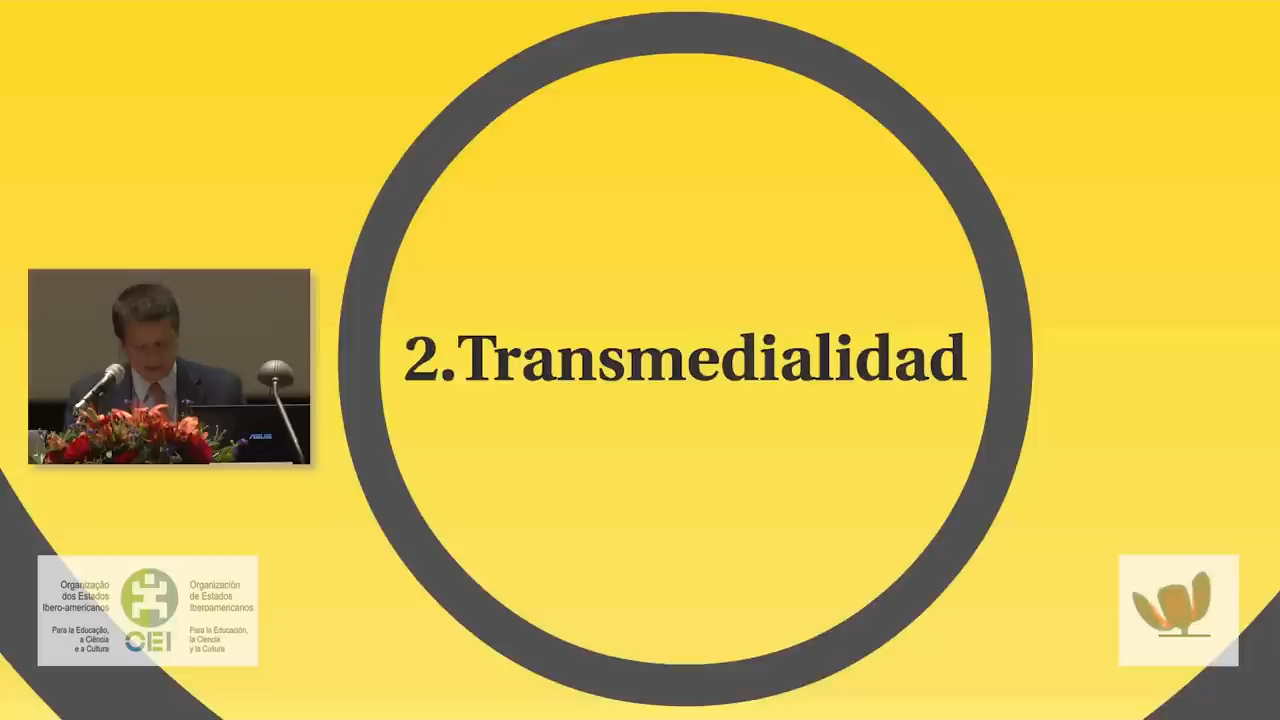 2.Transmedialidad
ASUS
Organização
dos Estados
Ibero-americanos
Para la Educação,
a Ciência
e a Cultura
OEI
Organización
de Estados
Iberoamericanos
Para la Educación,
la Ciencia
y la Cultura